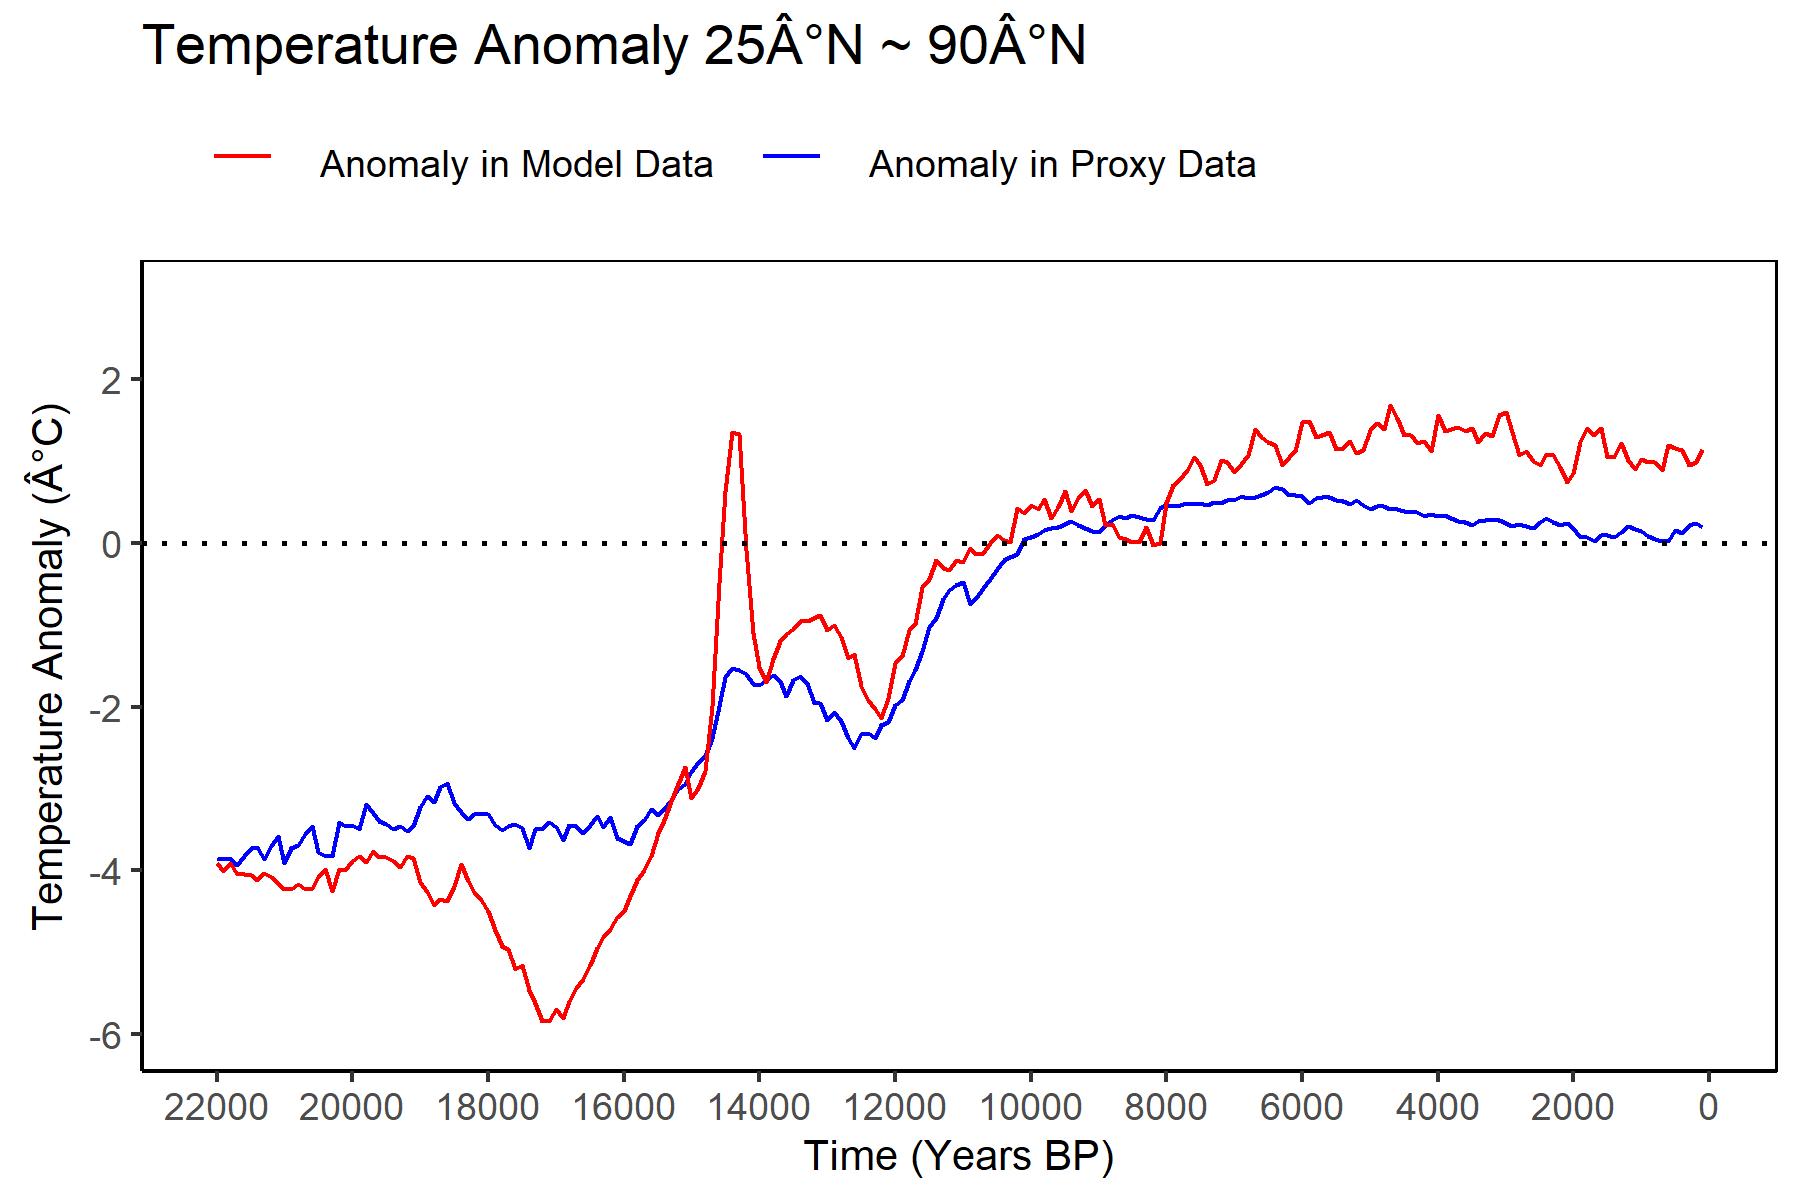 Temperature Anomaly 25Â°N ~ 90Â°N
Anomaly in Model Data Anomaly in Proxy Data
Temperature Anomaly (Â°C)
2
0
-2
-4
-6
22000 20000 18000 16000 14000 12000 10000 8000 6000 4000 2000 0
Time (Years BP)